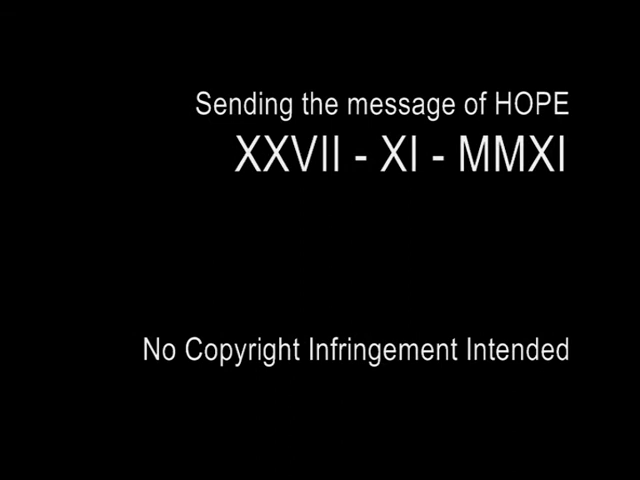 Sending the message of HOPE
XXVII - XI - MMXI
No Copyright Infringement Intended